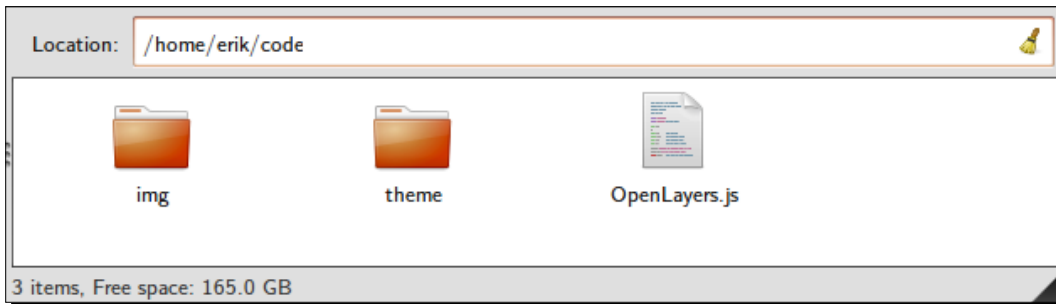 Location: /home/erik/code
img theme OpenLayers.js
3 items, Free space: 165.0 GB